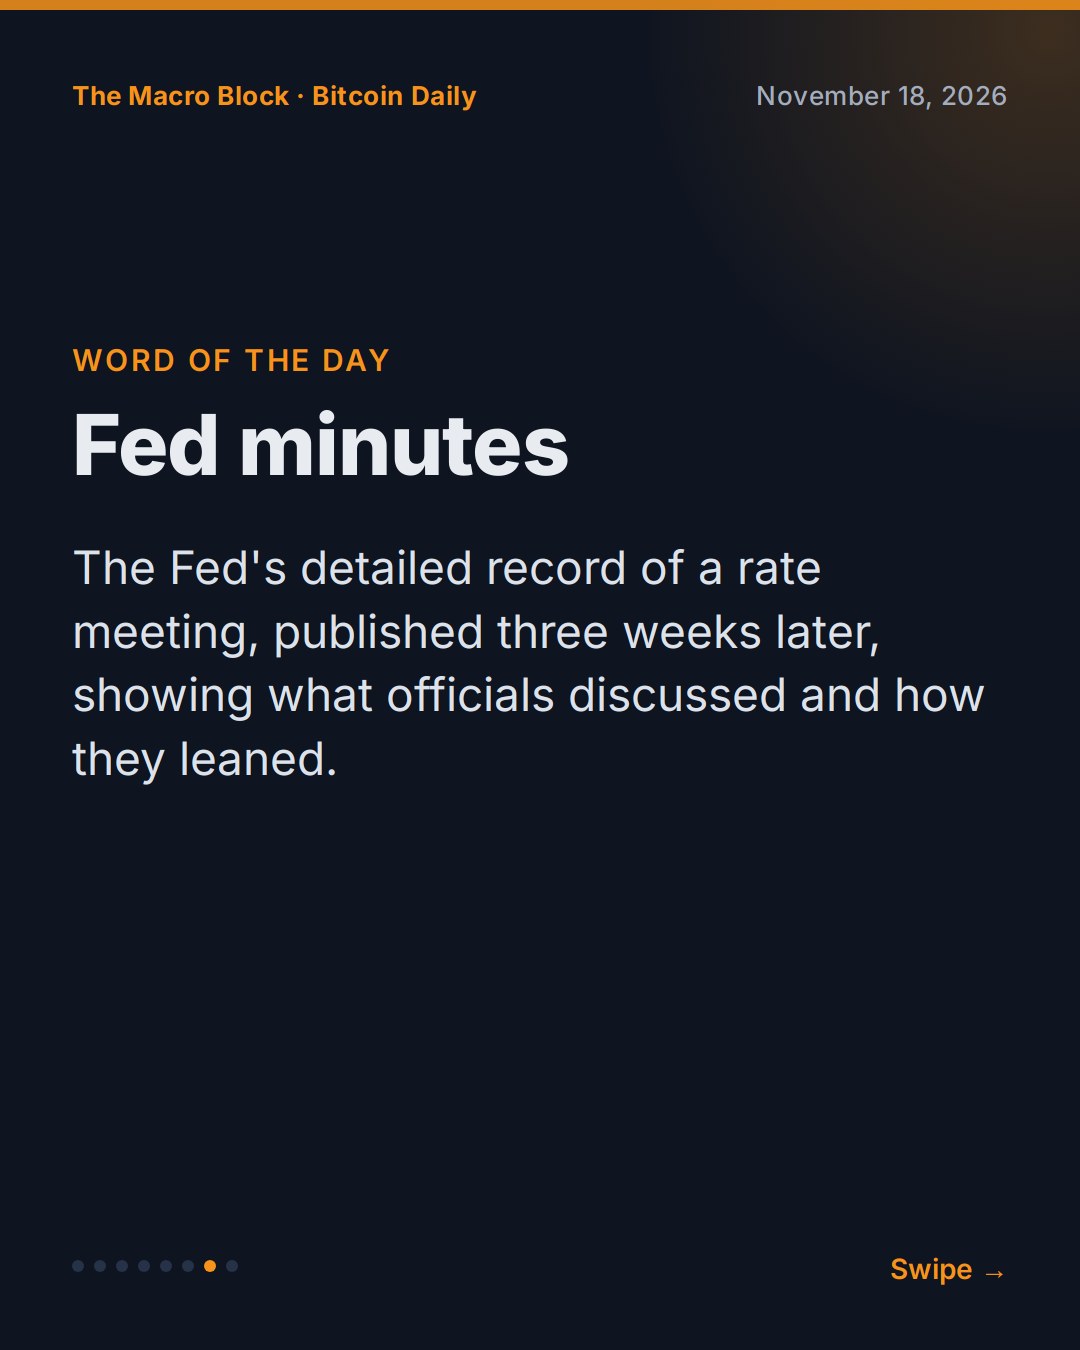 The Macro Block · Bitcoin Daily
November 18, 2026
WORD OF THE DAY
Fed minutes
The Fed's detailed record of a rate
meeting, published three weeks later,
showing what officials discussed and how
they leaned.
Swipe →